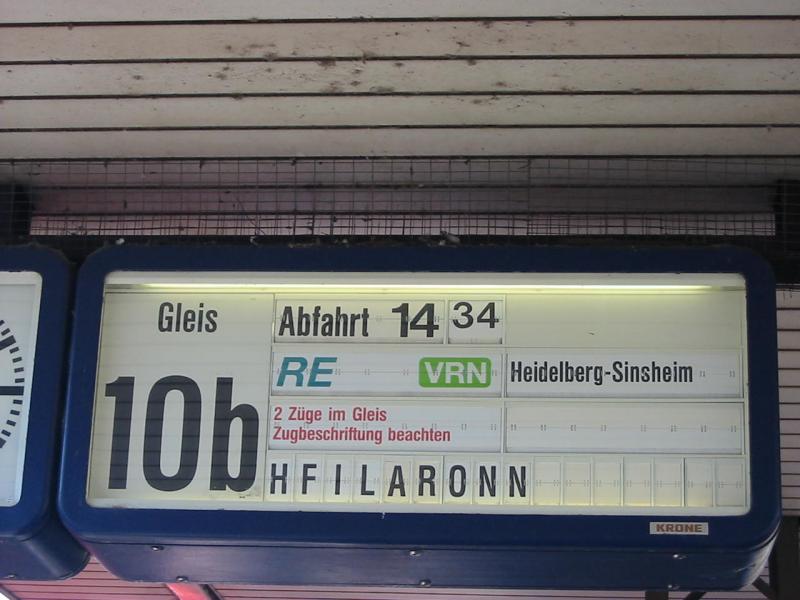 Gleis
10b
Abfahrt 14 34
RE VRN Heidelberg-Sinsheim
2 Züge im Gleis
Zugbeschriftung beachten
HFILARONN
KRONE